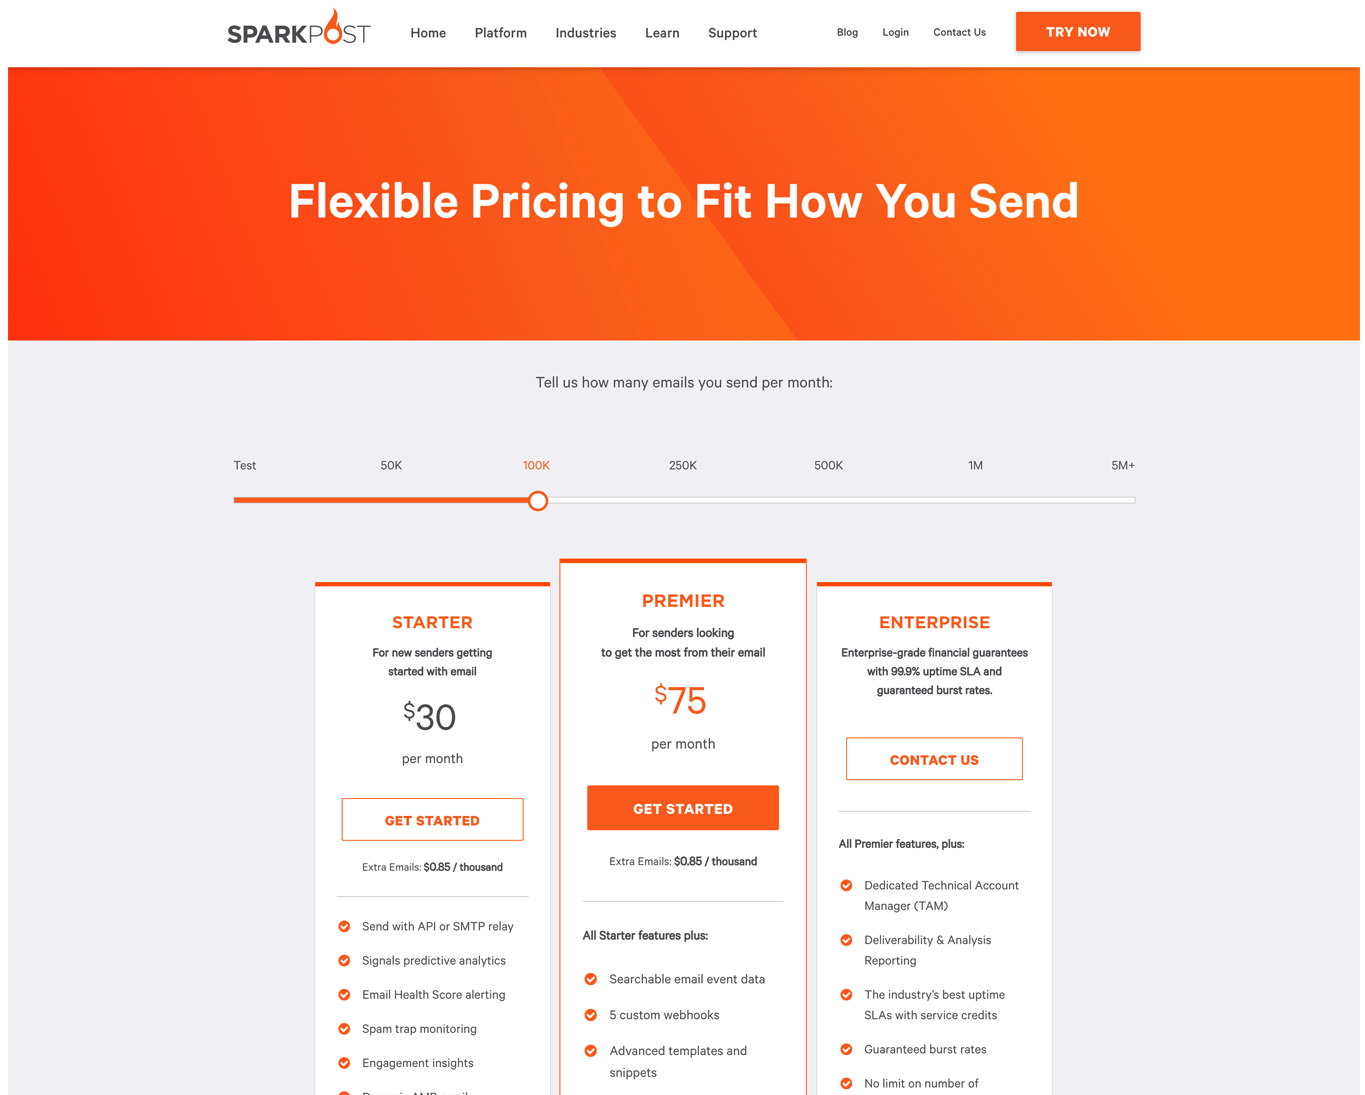 SPARKPOST
Home Platform Industries Learn Support
Blog Login Contact Us TRY NOW
Flexible Pricing to Fit How You Send
Tell us how many emails you send per month:
Test 50K 100K 250K 500K 1M 5M+
STARTER
For new senders getting
started with email
$30
per month
GET STARTED
Extra Emails: $0.85 / thousand
Send with API or SMTP relay
Signals predictive analytics
Email Health Score alerting
Spam trap monitoring
Engagement insights
PREMIER
For senders looking
to get the most from their email
$75
per month
GET STARTED
Extra Emails: $0.85 / thousand
All Starter features plus:
Searchable email event data
5 custom webhooks
Advanced templates and
snippets
ENTERPRISE
Enterprise-grade financial guarantees
with 99.9% uptime SLA and
guaranteed burst rates.
CONTACT US
All Premier features, plus:
Dedicated Technical Account
Manager (TAM)
Deliverability & Analysis
Reporting
The industry's best uptime
SLAs with service credits
Guaranteed burst rates
No limit on number of